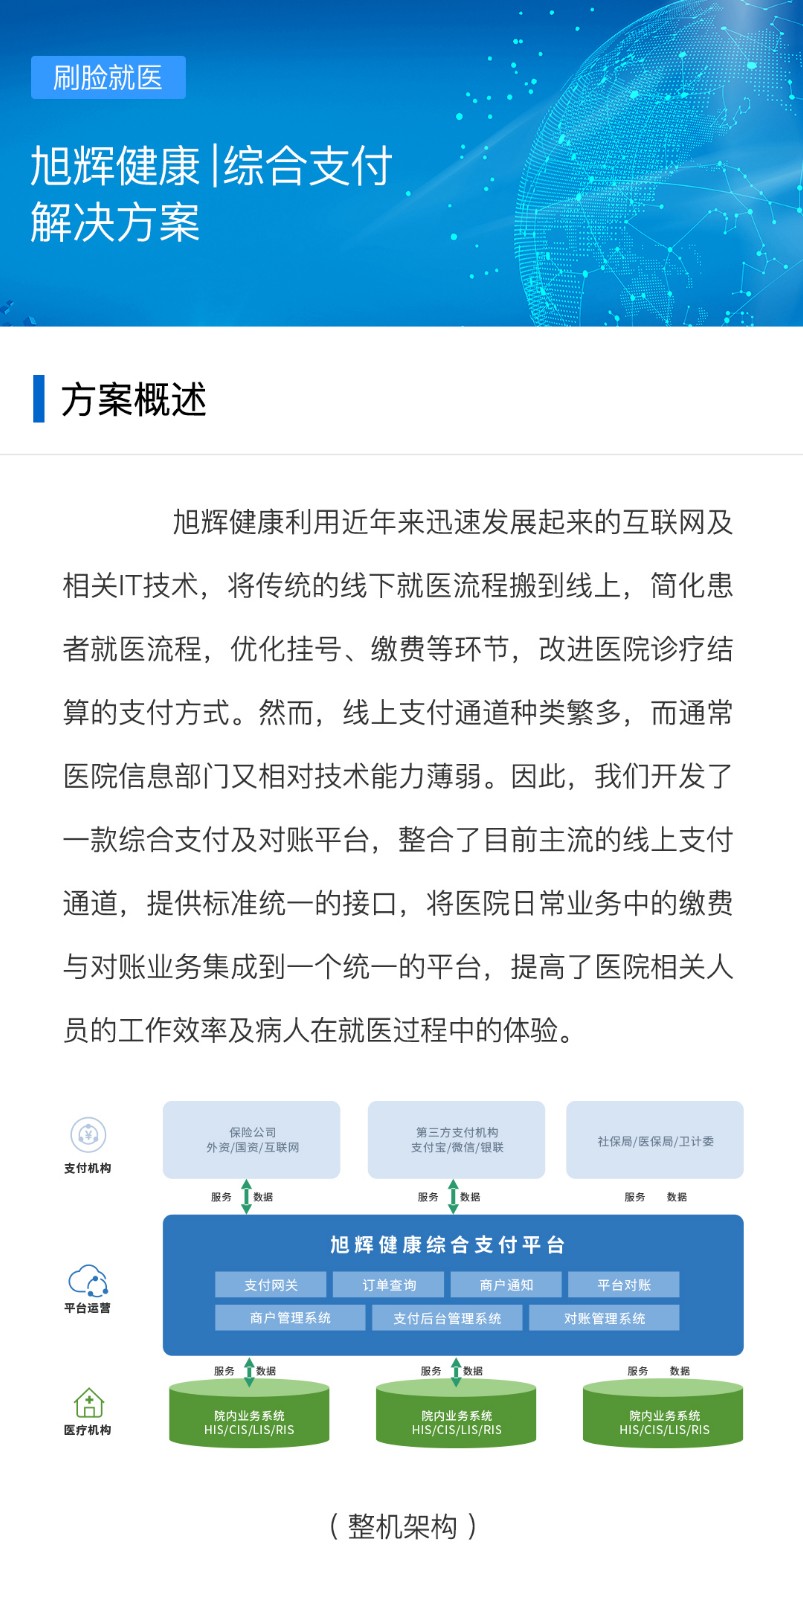 刷脸就医
旭辉健康|综合支付
解决方案
方案概述
旭辉健康利用近年来迅速发展起来的互联网及
相关IT技术，将传统的线下就医流程搬到线上，简化患
者就医流程，优化挂号、缴费等环节，改进医院诊疗结
算的支付方式。然而，线上支付通道种类繁多，而通常
医院信息部门又相对技术能力薄弱。因此，我们开发了
一款综合支付及对账平台，整合了目前主流的线上支付
通道，提供标准统一的接口，将医院日常业务中的缴费
与对账业务集成到一个统一的平台，提高了医院相关人
员的工作效率及病人在就医过程中的体验。
支付机构
保险公司
外资/国资/互联网
第三方支付机构
支付宝/微信/银联
社保局/医保局/卫计委
服务 数据
服务 数据
服务 数据
平台运营
旭辉健康综合支付平台
支付网关
订单查询
商户通知
平台对账
商户管理系统
支付后台管理系统
对账管理系统
服务 数据
服务 数据
服务 数据
医疗机构
院内业务系统
HIS/CIS/LIS/RIS
院内业务系统
HIS/CIS/LIS/RIS
院内业务系统
HIS/CIS/LIS/RIS
（整机架构）